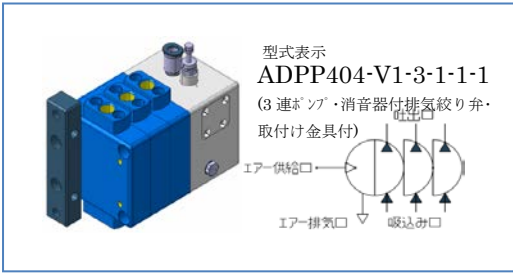 型式表示
ADPP404-V1-3-1-1-1
(3連ポンプ・消音器付排気絞り弁・
取付け金具付)
吐出口
エアー供給口
エアー排気口
吸込み口